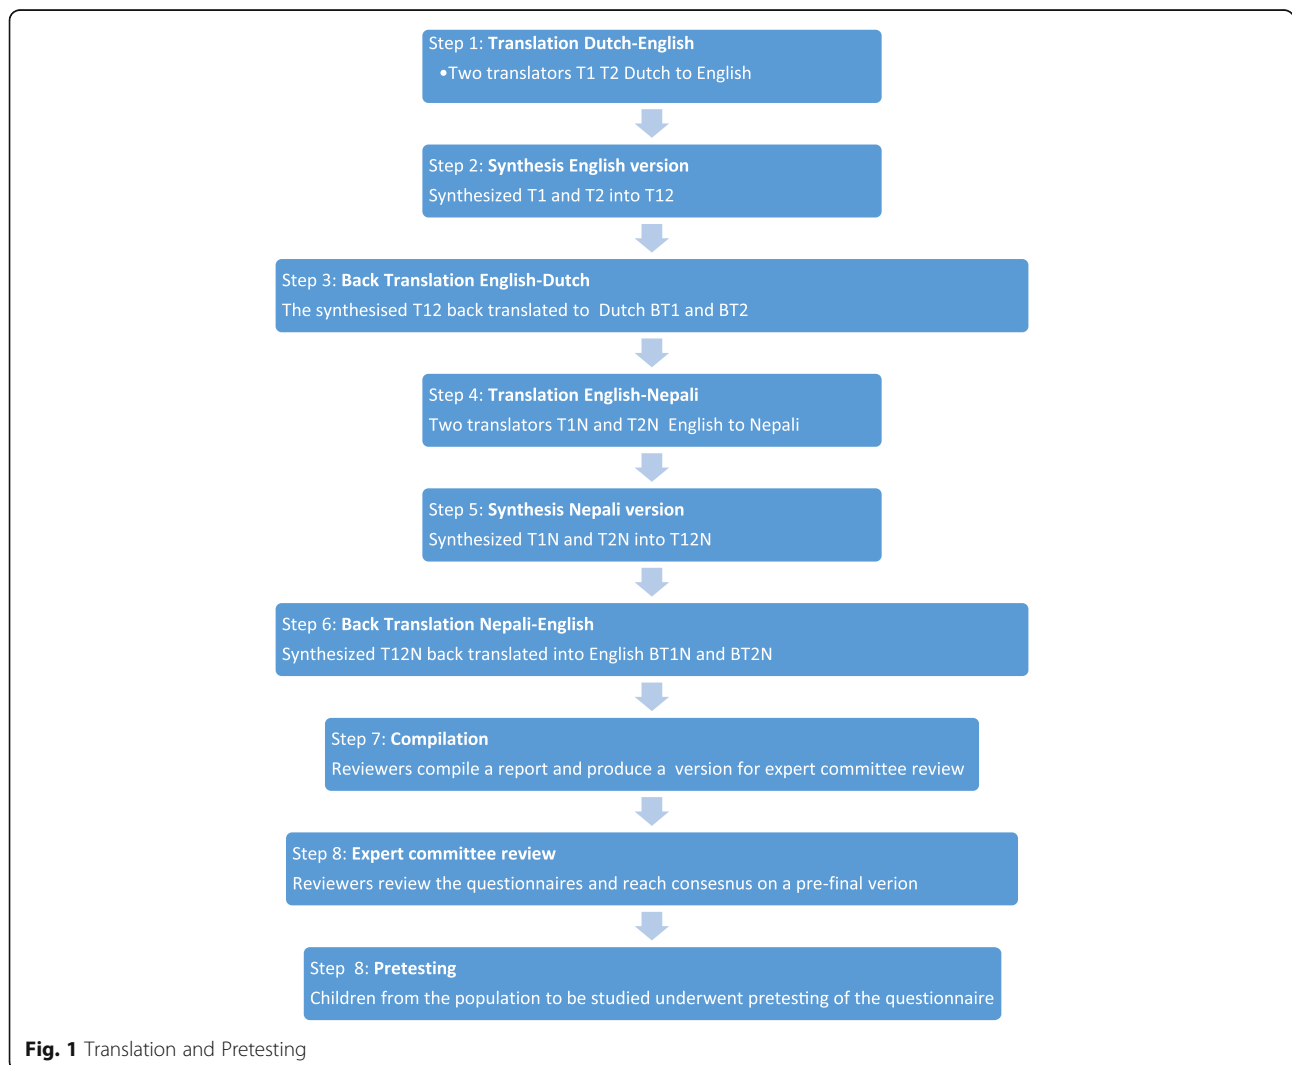 Step 1: Translation Dutch-English
•Two translators T1 T2 Dutch to English
Step 2: Synthesis English version
Synthesized T1 and T2 into T12
Step 3: Back Translation English-Dutch
The synthesised T12 back translated to  Dutch BT1 and BT2
Step 4: Translation English-Nepali
Two translators T1N and T2N  English to Nepali
Step 5: Synthesis Nepali version
Synthesized T1N and T2N into T12N
Step 6: Back Translation Nepali-English
Synthesized T12N back translated into English BT1N and BT2N
Step 7: Compilation
Reviewers compile a report and produce a  version for expert committee review
Step 8: Expert committee review
Reviewers review the questionnaires and reach consesnus on a pre-final verion
Step  8: Pretesting
Children from the population to be studied underwent pretesting of the questionnaire
Fig. 1 Translation and Pretesting